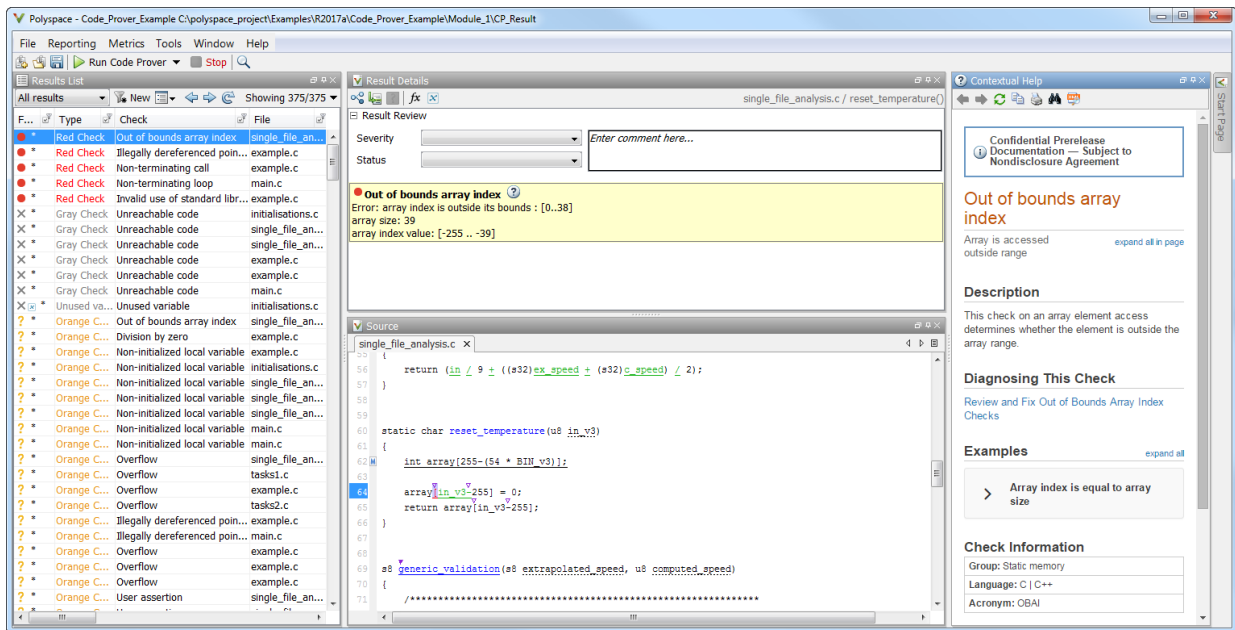 Polyspace - Code_Prover_Example C:\polyspace_project\Examples\R2017a\Code_Prover_Example\Module_1\CP_Result
File Reporting Metrics Tools Window Help
Run Code Prover Stop
Results List
All results New Showing 375/375
F... Type Check File
Red Check Out of bounds array index single_file_an...
Red Check Illegally dereferenced poin... example.c
Red Check Non-terminating call example.c
Red Check Non-terminating loop main.c
Red Check Invalid use of standard libr... example.c
Gray Check Unreachable code initialisations.c
Gray Check Unreachable code single_file_an...
Gray Check Unreachable code single_file_an...
Gray Check Unreachable code example.c
Gray Check Unreachable code example.c
Gray Check Unreachable code main.c
Unused va... Unused variable initialisations.c
Orange C... Out of bounds array index single_file_an...
Orange C... Division by zero example.c
Orange C... Non-initialized local variable example.c
Orange C... Non-initialized local variable initialisations.c
Orange C... Non-initialized local variable single_file_an...
Orange C... Non-initialized local variable single_file_an...
Orange C... Non-initialized local variable main.c
Orange C... Non-initialized local variable main.c
Orange C... Overflow single_file_an...
Orange C... Overflow tasks1.c
Orange C... Overflow example.c
Orange C... Overflow tasks2.c
Orange C... Illegally dereferenced poin... example.c
Orange C... Illegally dereferenced poin... main.c
Orange C... Overflow example.c
Orange C... Overflow example.c
Orange C... Overflow example.c
Orange C... User assertion single_file_an...
Result Details
fx x single_file_analysis.c / reset_temperature()
Result Review
Severity
Enter comment here...
Status
Out of bounds array index
Error: array index is outside its bounds : [0..38]
array size: 39
array index value: [-255 .. -39]
Source
single_file_analysis.c
55 {
56 return (in / 9 + ((s32)ex_speed + (s32)c_speed) / 2);
57 }
58
59
60 static char reset_temperature(u8 in_v3)
61 {
62 int array[255-(54 * BIN_v3)];
63
64 array[in_v3-255] = 0;
65 return array[in_v3-255];
66 }
67
68
69 s8 generic_validation(s8 extrapolated_speed, u8 computed_speed)
70 {
71 /******************************************************************
Contextual Help
Start Page
Confidential Prerelease
Documentation — Subject to
Nondisclosure Agreement
Out of bounds array
index
Array is accessed
outside range
expand all in page
Description
This check on an array element access
determines whether the element is outside the
array range.
Diagnosing This Check
Review and Fix Out of Bounds Array Index
Checks
Examples expand all
Array index is equal to array
size
Check Information
Group: Static memory
Language: C | C++
Acronym: OBAI